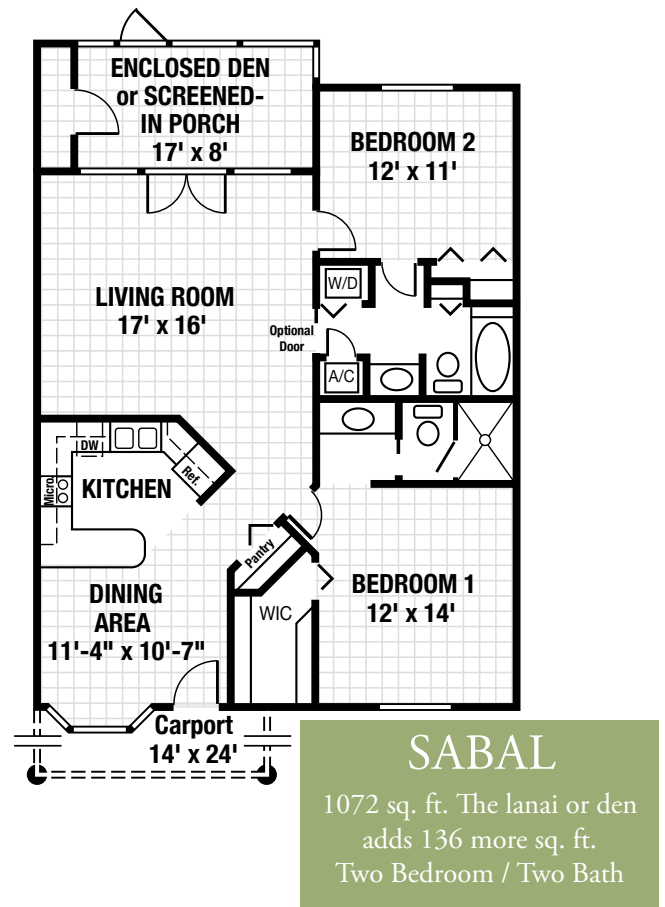 ENCLOSED DEN
or SCREENED-
IN PORCH
17' x 8'
BEDROOM 2
12' x 11'
LIVING ROOM
17' x 16'
W/D
Optional
Door
A/C
DW
Ref.
Micro.
KITCHEN
Pantry
DINING
AREA
11'-4" x 10'-7"
WIC
BEDROOM 1
12' x 14'
Carport
14' x 24'
SABAL
1072 sq. ft. The lanai or den
adds 136 more sq. ft.
Two Bedroom / Two Bath